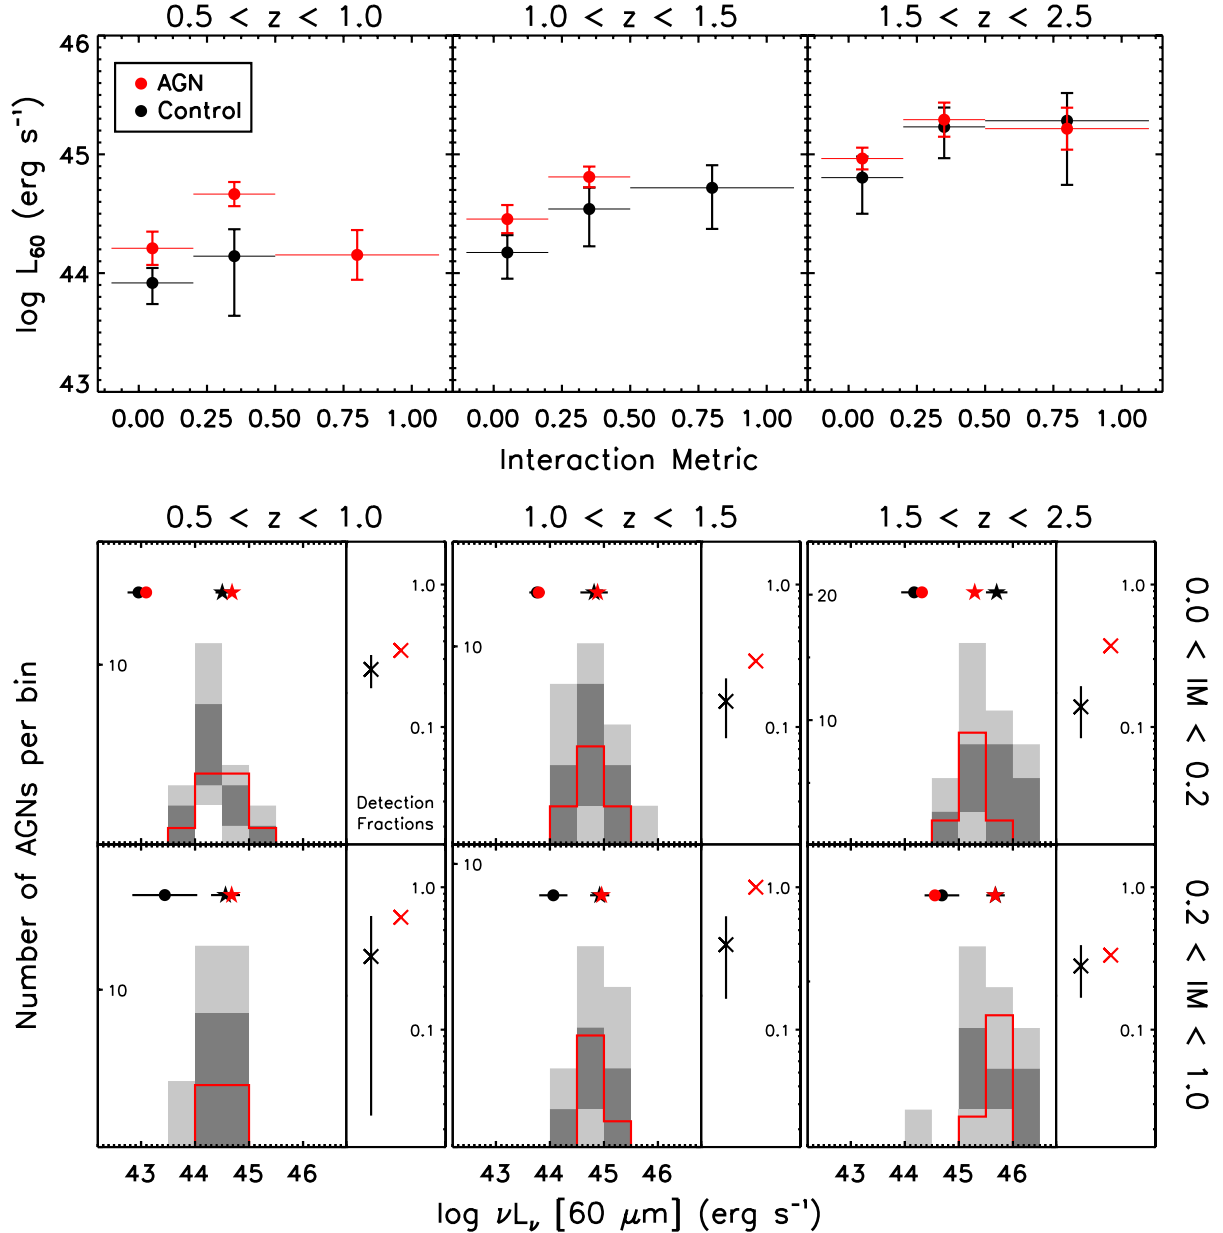 0.5 < z < 1.0
1.0 < z < 1.5
1.5 < z < 2.5
46
45
44
43
log L60 (erg s⁻¹)
AGN
Control
0.00 0.25 0.50 0.75 1.00
0.00 0.25 0.50 0.75 1.00
0.00 0.25 0.50 0.75 1.00
Interaction Metric
0.5 < z < 1.0
1.0 < z < 1.5
1.5 < z < 2.5
Number of AGNs per bin
10
1.0
0.1
Detection
Fractions
10
1.0
0.1
20
10
1.0
0.1
0.0 < IM < 0.2
10
1.0
0.1
10
1.0
0.1
1.0
0.1
0.2 < IM < 1.0
43 44 45 46
43 44 45 46
43 44 45 46
log νLν [60 μm] (erg s⁻¹)